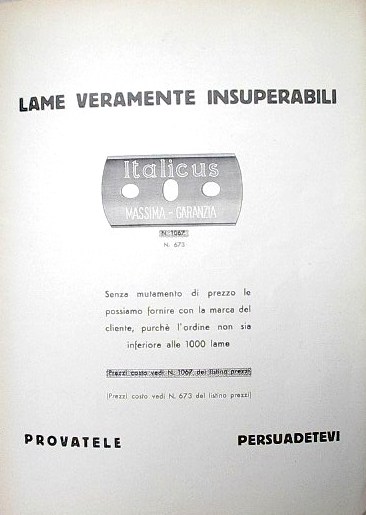 LAME VERAMENTE INSUPERABILI
Italicus
MASSIMA - GARANZIA
N. 1067
N. 673
Senza mutamento di prezzo le
possiamo fornire con la marca del
cliente, purchè l'ordine non sia
inferiore alle 1000 lame
(Prezzi costo vedi N. 1067 del listino prezzi)
(Prezzi costo vedi N. 673 del listino prezzi)
PROVATELE PERSUADETEVI